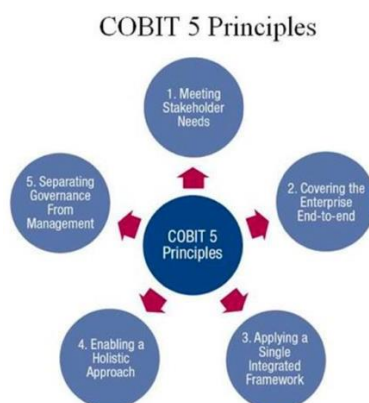 COBIT 5 Principles
1. Meeting
Stakeholder
Needs
5. Separating
Governance
From
Management
2. Covering the
Enterprise
End-to-end
COBIT 5
Principles
4. Enabling a
Holistic
Approach
3. Applying a
Single
Integrated
Framework